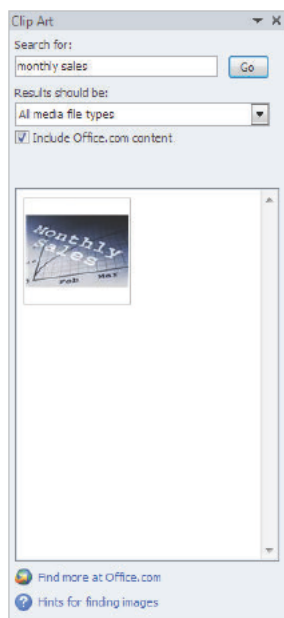 Clip Art
Search for:
monthly sales
Go
Results should be:
All media file types
Include Office.com content
Monthly
Sales
Feb May
Find more at Office.com
Hints for finding images